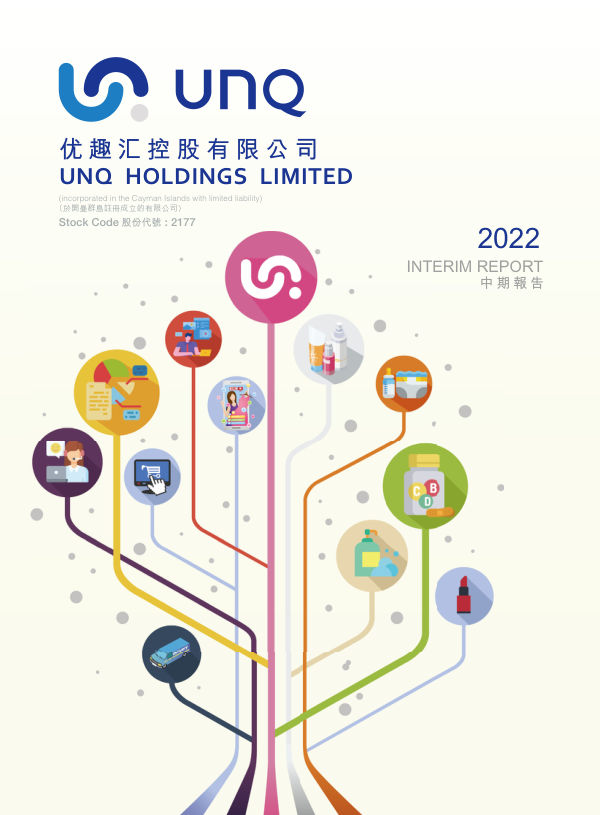 UNQ
优趣汇控股有限公司
UNQ HOLDINGS LIMITED
(incorporated in the Cayman Islands with limited liability)
(於開曼群島註冊成立的有限公司)
Stock Code 股份代號 : 2177
2022
INTERIM REPORT
中期報告
C B
D